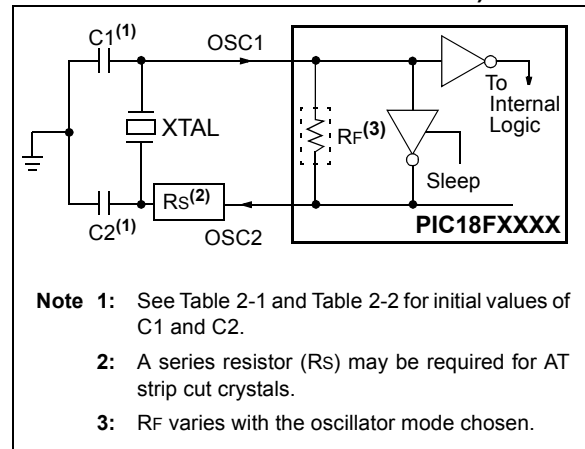 C1(1)
OSC1
To
Internal
Logic
XTAL
RF(3)
Sleep
RS(2)
C2(1)
OSC2
PIC18FXXXX
Note 1: See Table 2-1 and Table 2-2 for initial values of
C1 and C2.
2: A series resistor (RS) may be required for AT
strip cut crystals.
3: RF varies with the oscillator mode chosen.